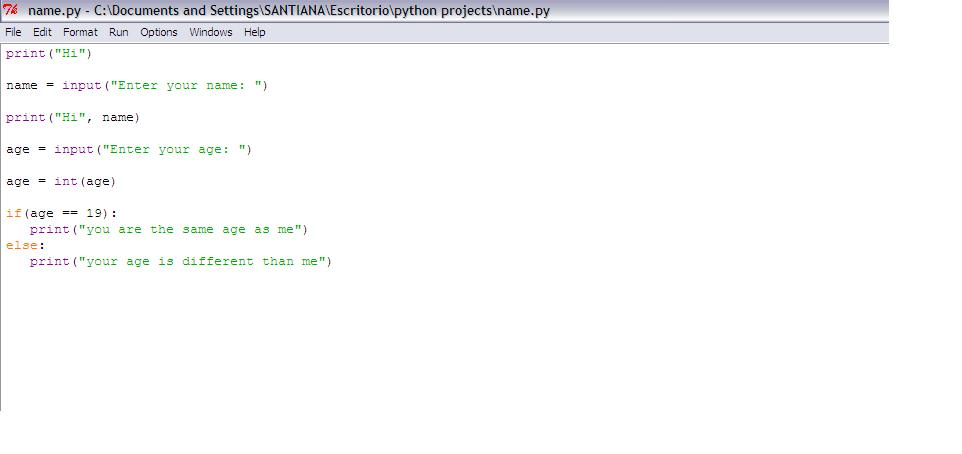 name.py - C:\Documents and Settings\SANTIANA\Escritorio\python projects\name.py
File Edit Format Run Options Windows Help
print("Hi")
name = input("Enter your name: ")
print("Hi", name)
age = input("Enter your age: ")
age = int(age)
if(age == 19):
   print("you are the same age as me")
else:
   print("your age is different than me")